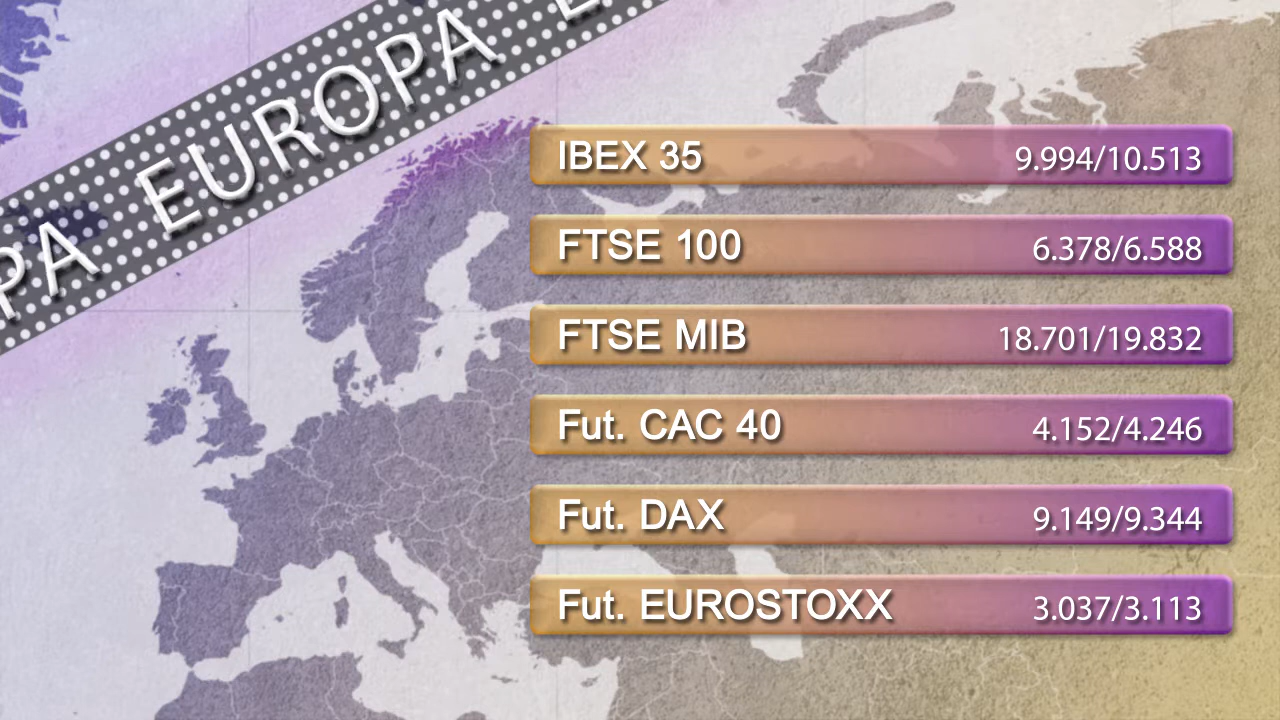 PA EUROPA E
IBEX 35 9.994/10.513
FTSE 100 6.378/6.588
FTSE MIB 18.701/19.832
Fut. CAC 40 4.152/4.246
Fut. DAX 9.149/9.344
Fut. EUROSTOXX 3.037/3.113